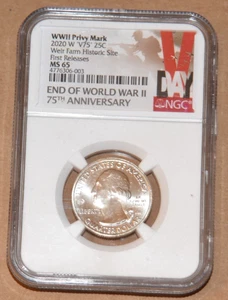 WWII Privy Mark
2020 W 'V75' 25C
Weir Farm Historic Site
First Releases
MS 65
4776306-003
V
DAY
NGC
END OF WORLD WAR II
75TH ANNIVERSARY